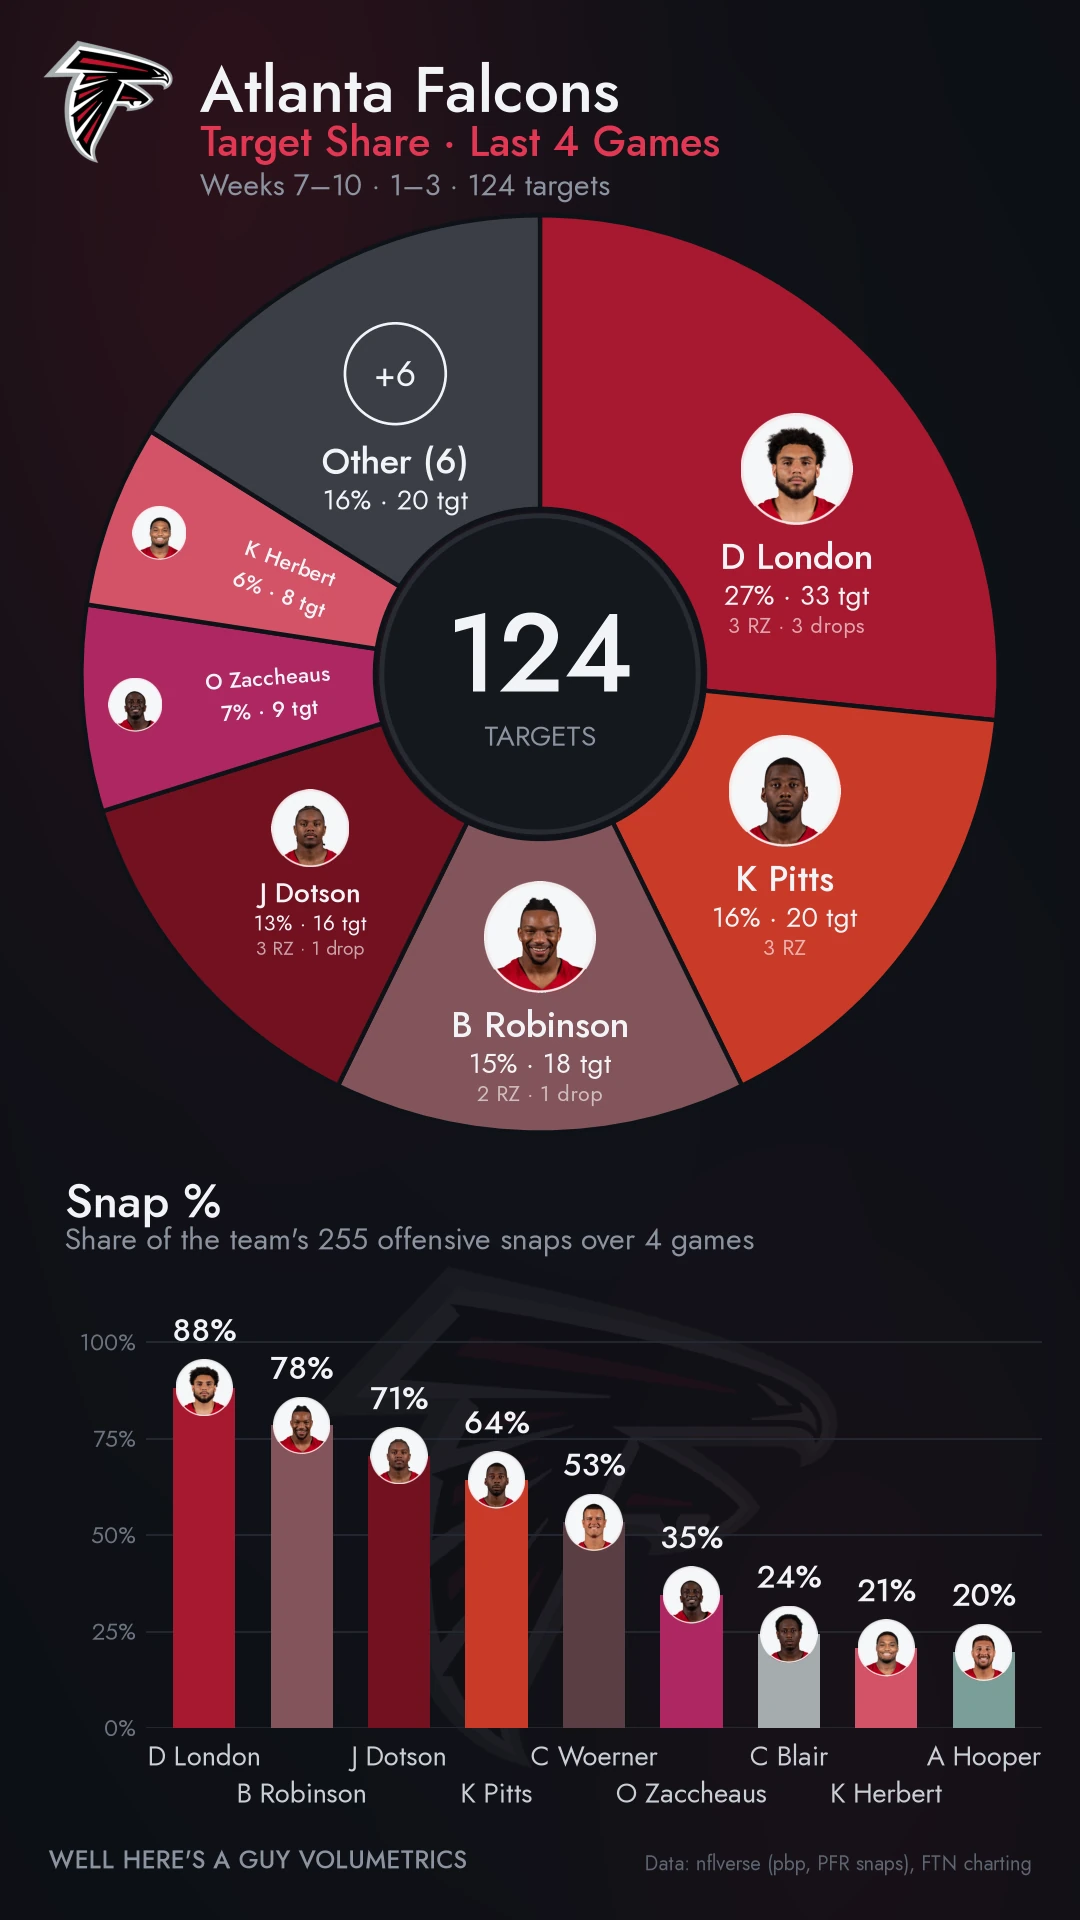 Atlanta Falcons
Target Share · Last 4 Games
Weeks 7–10 · 1–3 · 124 targets
+6
Other (6)
16% · 20 tgt
D London
27% · 33 tgt
3 RZ · 3 drops
K Herbert
6% · 8 tgt
O Zaccheaus
7% · 9 tgt
124
TARGETS
K Pitts
16% · 20 tgt
3 RZ
J Dotson
13% · 16 tgt
3 RZ · 1 drop
B Robinson
15% · 18 tgt
2 RZ · 1 drop
Snap %
Share of the team's 255 offensive snaps over 4 games
100%
75%
50%
25%
0%
88%
78%
71%
64%
53%
35%
24%
21%
20%
D London
B Robinson
J Dotson
K Pitts
C Woerner
O Zaccheaus
C Blair
K Herbert
A Hooper
WELL HERE'S A GUY VOLUMETRICS
Data: nflverse (pbp, PFR snaps), FTN charting